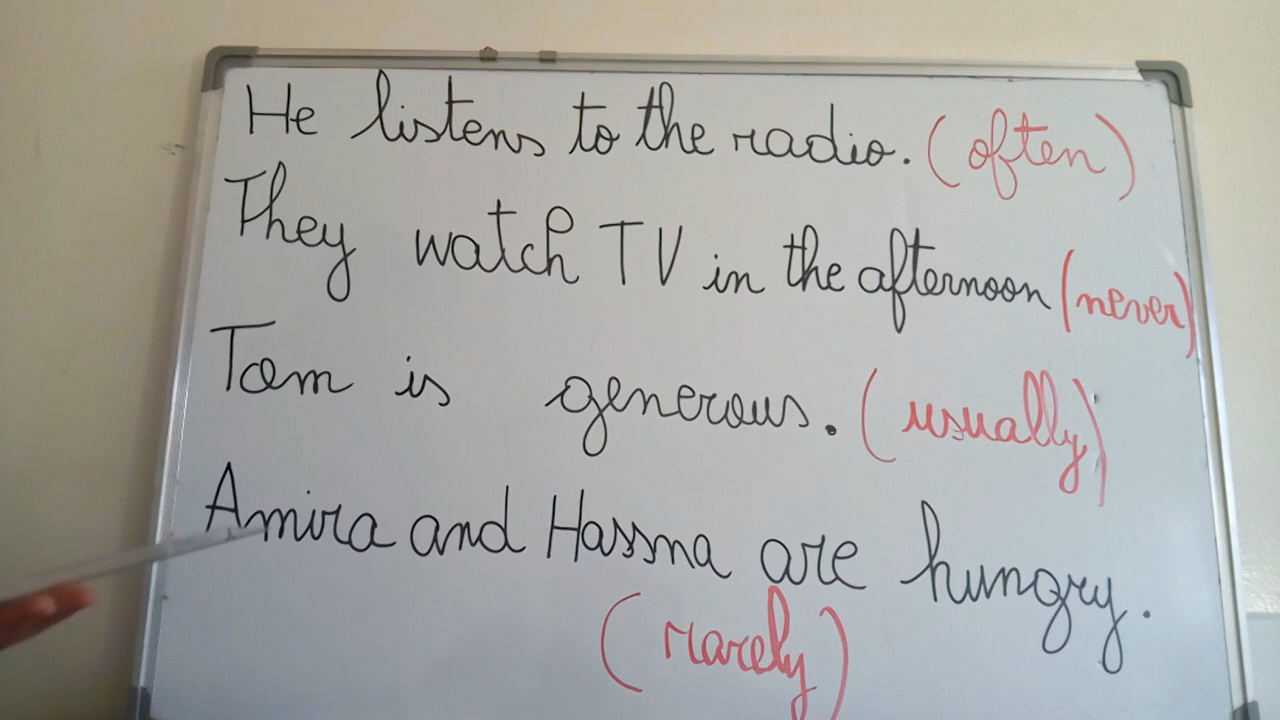 He listens to the radio. (often)
They watch TV in the afternoon (never)
Tom is generous. (usually)
Amira and Hassna are hungry.
(rarely)